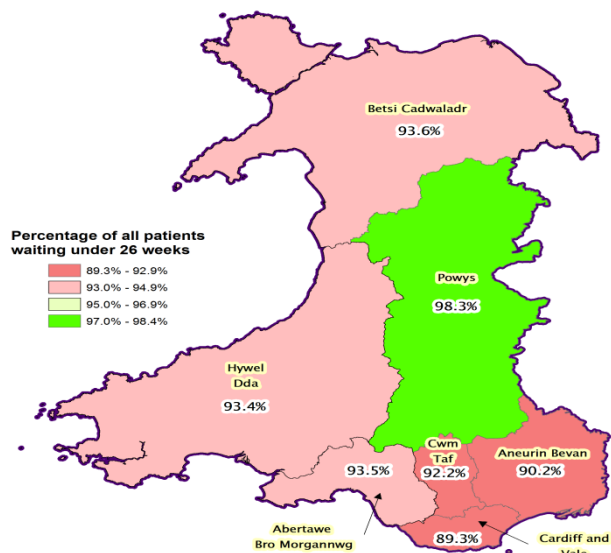 Betsi Cadwaladr
93.6%
Percentage of all patients
waiting under 26 weeks
89.3% - 92.9%
93.0% - 94.9%
95.0% - 96.9%
97.0% - 98.4%
Powys
98.3%
Hywel
Dda
93.4%
Cwm
Taf
92.2%
Aneurin Bevan
90.2%
93.5%
Abertawe
Bro Morgannwg
89.3%
Cardiff and
Vale